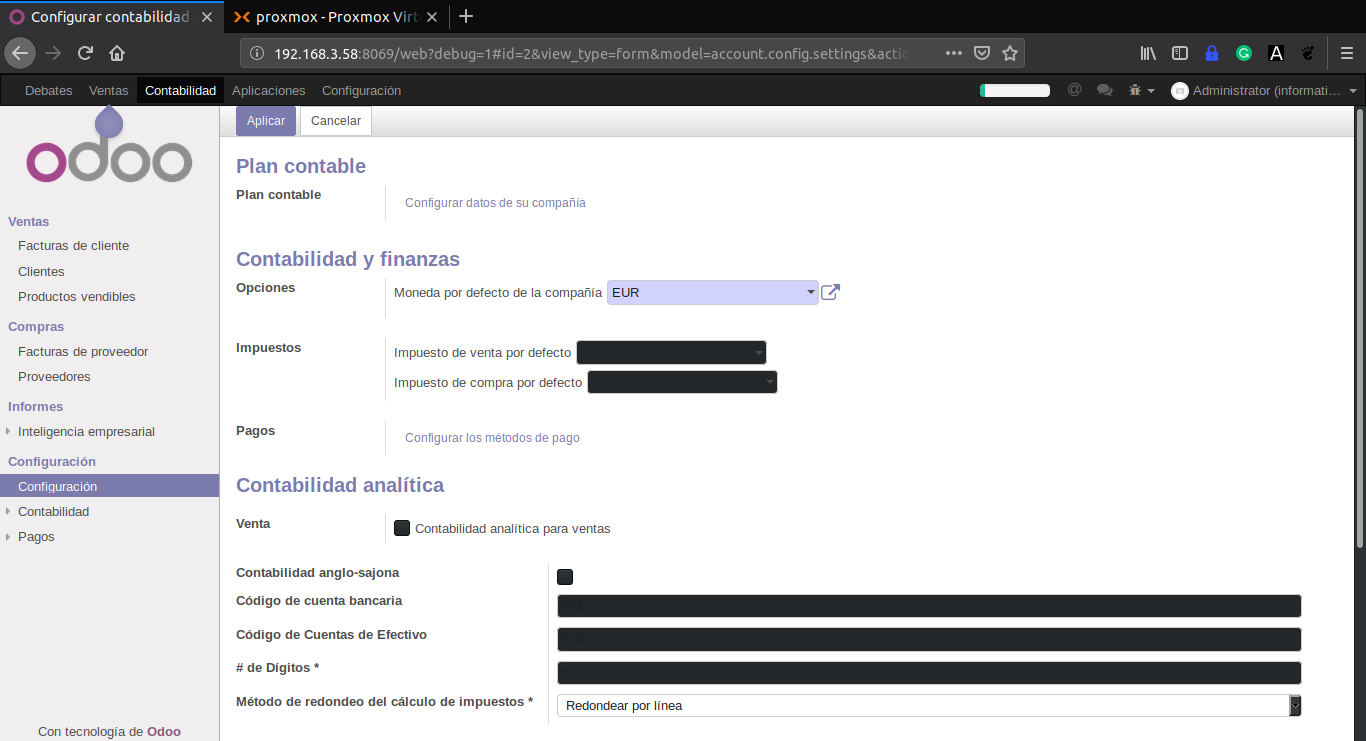 Configurar contabilidad
proxmox - Proxmox Virt
192.168.3.58:8069/web?debug=1#id=2&view_type=form&model=account.config.settings&actio
Debates Ventas Contabilidad Aplicaciones Configuración @ Administrator (informati…
odoo
Aplicar Cancelar
Ventas
Facturas de cliente
Clientes
Productos vendibles
Compras
Facturas de proveedor
Proveedores
Informes
Inteligencia empresarial
Configuración
Configuración
Contabilidad
Pagos
Con tecnología de Odoo
Plan contable
Plan contable Configurar datos de su compañía
Contabilidad y finanzas
Opciones Moneda por defecto de la compañía EUR
Impuestos Impuesto de venta por defecto
Impuesto de compra por defecto
Pagos Configurar los métodos de pago
Contabilidad analítica
Venta Contabilidad analítica para ventas
Contabilidad anglo-sajona
Código de cuenta bancaria 572
Código de Cuentas de Efectivo 570
# de Dígitos *
Método de redondeo del cálculo de impuestos * Redondear por línea